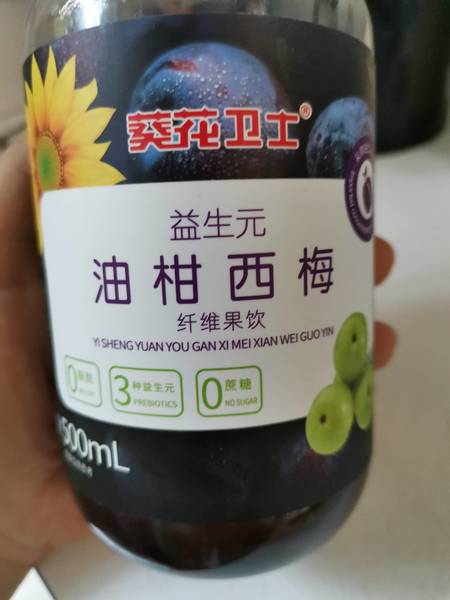 葵花卫士®
益生元
油柑西梅
纤维果饮
YI SHENG YUAN YOU GAN XI MEI XIAN WEI GUO YIN
0脂肪
3种益生元
PREBIOTICS
0蔗糖
NO SUGAR
500mL